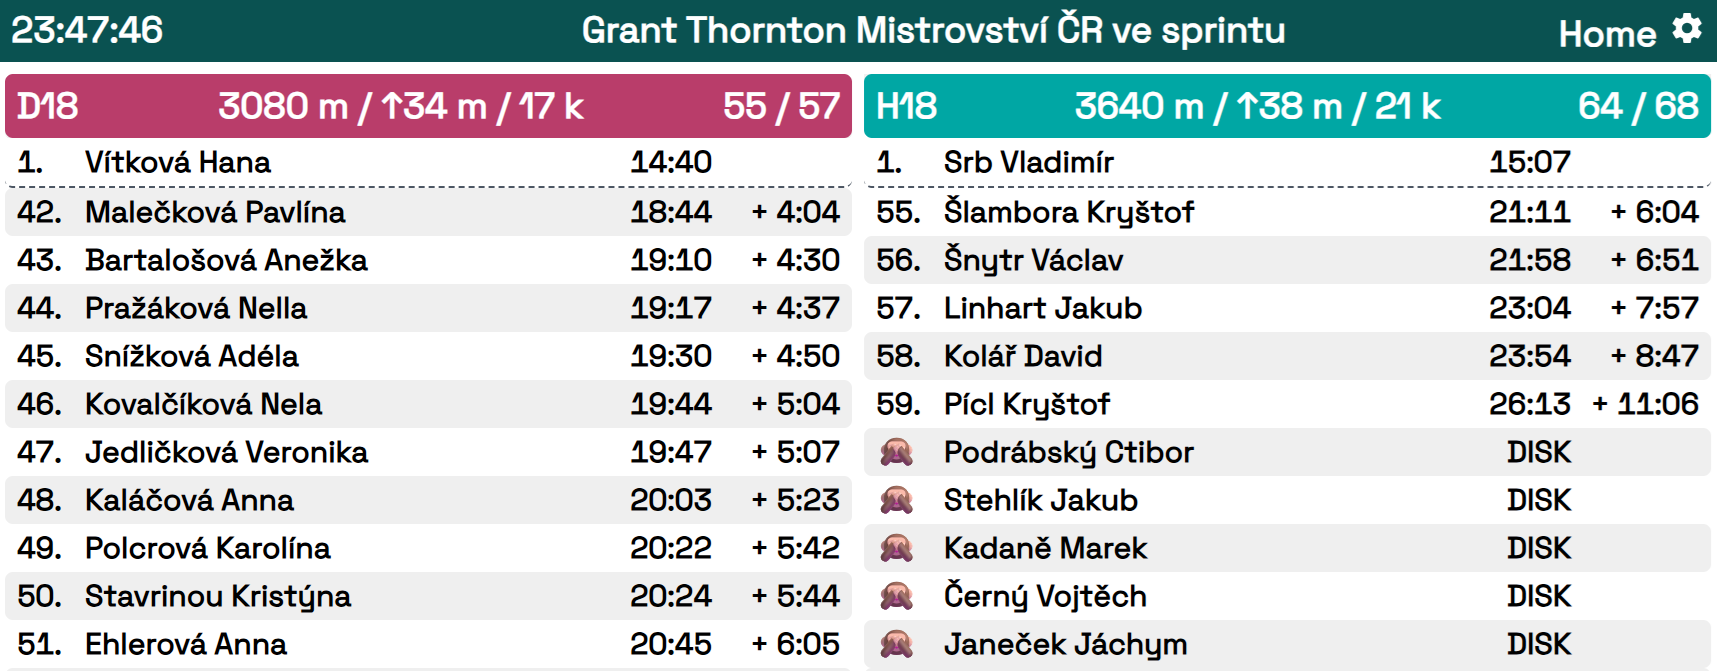 23:47:46 Grant Thornton Mistrovství ČR ve sprintu Home
D18 3080 m / ↑34 m / 17 k 55 / 57
1. Vítková Hana 14:40
42. Malečková Pavlína 18:44 + 4:04
43. Bartalošová Anežka 19:10 + 4:30
44. Pražáková Nella 19:17 + 4:37
45. Snížková Adéla 19:30 + 4:50
46. Kovalčíková Nela 19:44 + 5:04
47. Jedličková Veronika 19:47 + 5:07
48. Kaláčová Anna 20:03 + 5:23
49. Polcrová Karolína 20:22 + 5:42
50. Stavrinou Kristýna 20:24 + 5:44
51. Ehlerová Anna 20:45 + 6:05
H18 3640 m / ↑38 m / 21 k 64 / 68
1. Srb Vladimír 15:07
55. Šlambora Kryštof 21:11 + 6:04
56. Šnytr Václav 21:58 + 6:51
57. Linhart Jakub 23:04 + 7:57
58. Kolář David 23:54 + 8:47
59. Pícl Kryštof 26:13 + 11:06
Podrábský Ctibor DISK
Stehlík Jakub DISK
Kadaně Marek DISK
Černý Vojtěch DISK
Janeček Jáchym DISK